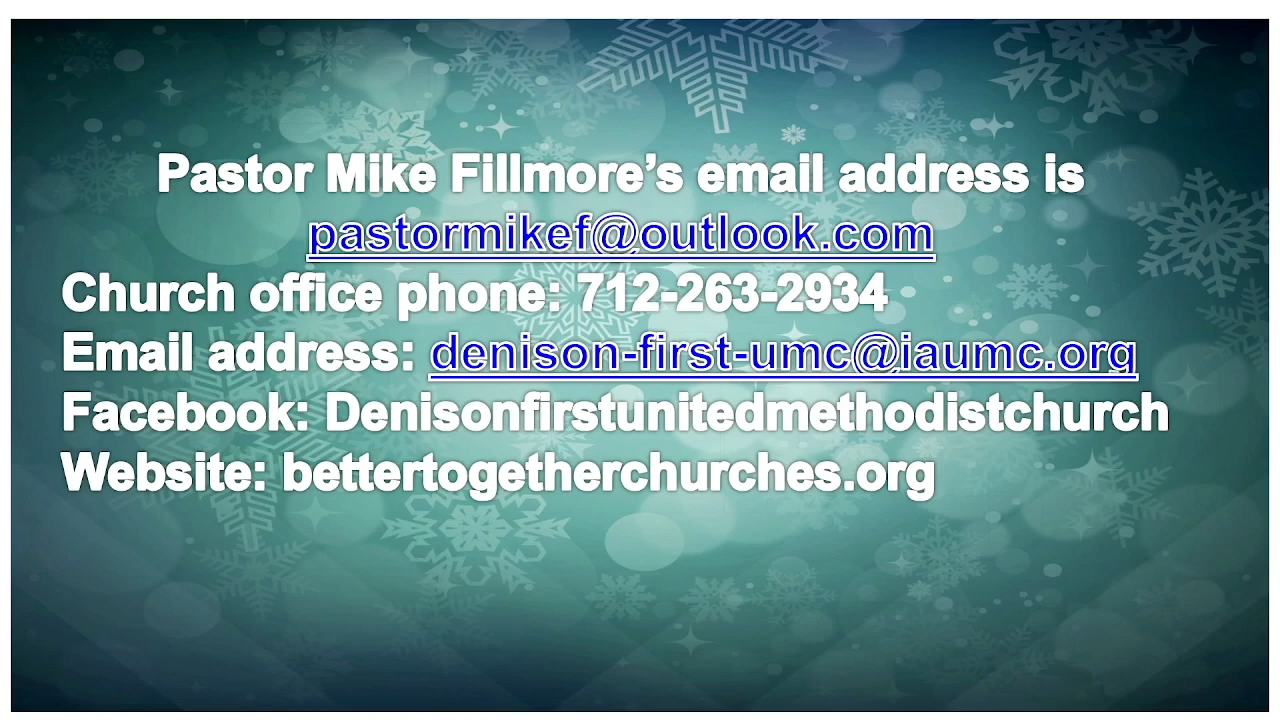 Pastor Mike Fillmore’s email address is
pastormikef@outlook.com
Church office phone: 712-263-2934
Email address: denison-first-umc@iaumc.org
Facebook: Denisonfirstunitedmethodistchurch
Website: bettertogetherchurches.org